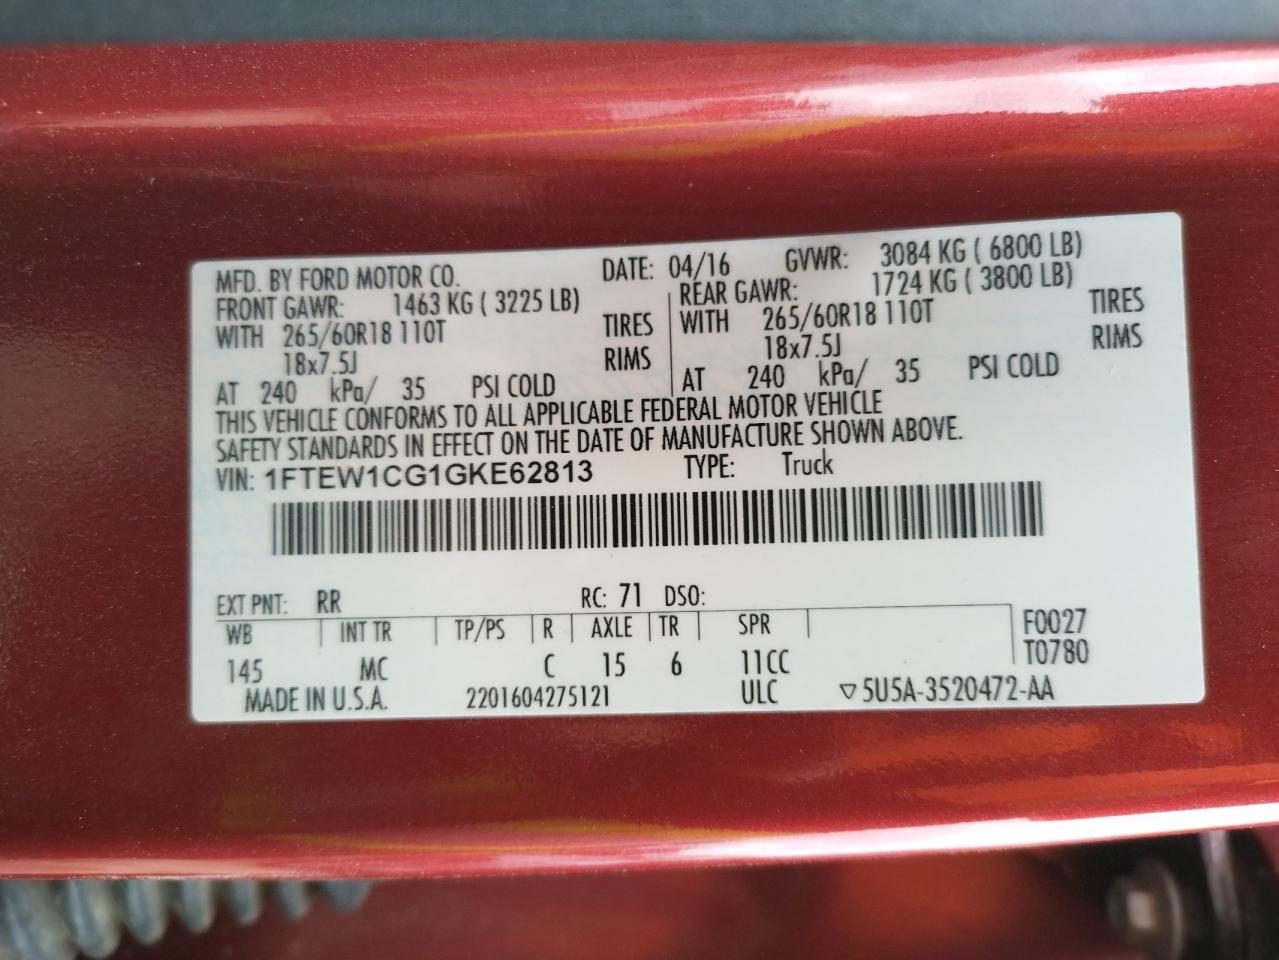 MFD. BY FORD MOTOR CO. DATE: 04/16 GVWR: 3084 KG ( 6800 LB)
FRONT GAWR: 1463 KG ( 3225 LB) REAR GAWR: 1724 KG ( 3800 LB)
WITH 265/60R18 110T TIRES WITH 265/60R18 110T TIRES
18x7.5J RIMS 18x7.5J RIMS
AT 240 kPa/ 35 PSI COLD AT 240 kPa/ 35 PSI COLD
THIS VEHICLE CONFORMS TO ALL APPLICABLE FEDERAL MOTOR VEHICLE
SAFETY STANDARDS IN EFFECT ON THE DATE OF MANUFACTURE SHOWN ABOVE.
VIN: 1FTEW1CG1GKE62813 TYPE: Truck
EXT PNT: RR RC: 71 DSO:
WB INT TR TP/PS R AXLE TR SPR F0027
145 MC C 15 6 11CC T0780
MADE IN U.S.A. 2201604275121 ULC ▽5U5A-3520472-AA